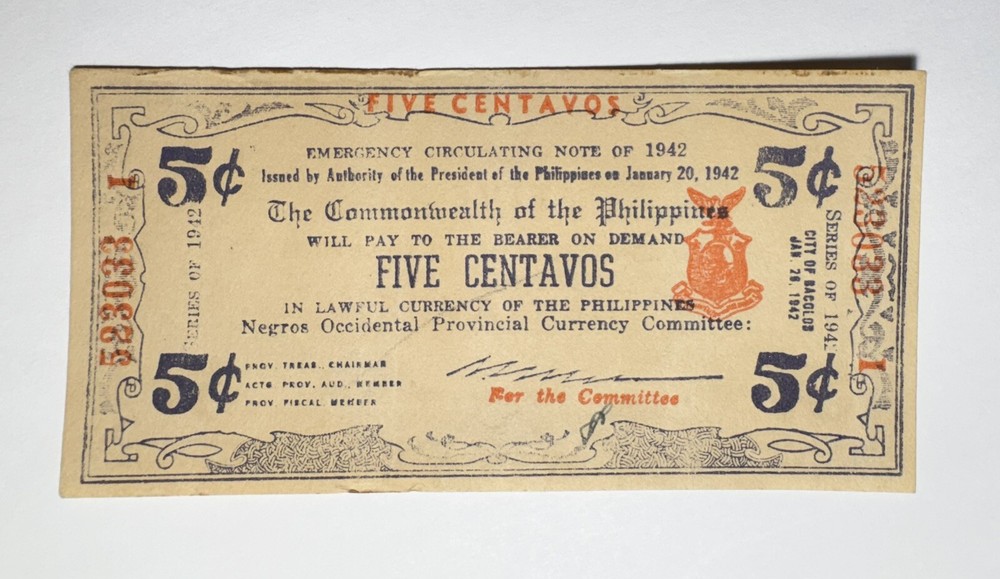 FIVE CENTAVOS
5¢
5¢
EMERGENCY CIRCULATING NOTE OF 1942
Issued by Authority of the President of the Philippines on January 20, 1942
The Commonwealth of the Philippines
WILL PAY TO THE BEARER ON DEMAND
FIVE CENTAVOS
IN LAWFUL CURRENCY OF THE PHILIPPINES
Negros Occidental Provincial Currency Committee:
523033 1
SERIES OF 1942
CITY OF BACOLOD
JAN. 26, 1942
SERIES OF 1942
523033 1
5¢
PROV. TREAS., CHAIRMAN
ACTG PROV. AUD., MEMBER
PROV. FISCAL MEMBER
For the Committee
5¢